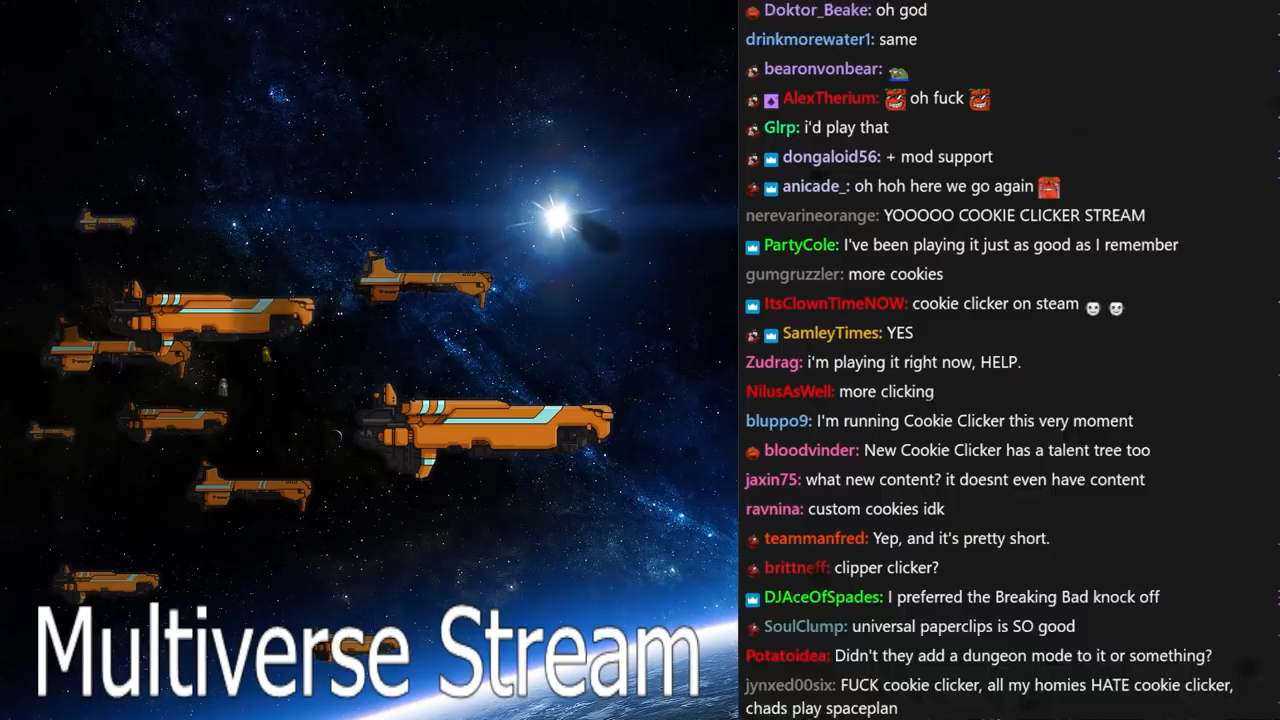 Doktor_Beake: oh god
drinkmorewater1: same
bearonvonbear:
AlexTherium: oh fuck
Glrp: i'd play that
dongaloid56: + mod support
anicade_: oh hoh here we go again
nerevarineorange: YOOOOO COOKIE CLICKER STREAM
PartyCole: I've been playing it just as good as I remember
gumgruzzler: more cookies
ItsClownTimeNOW: cookie clicker on steam
SamleyTimes: YES
Zudrag: i'm playing it right now, HELP.
NilusAsWell: more clicking
bluppo9: I'm running Cookie Clicker this very moment
bloodvinder: New Cookie Clicker has a talent tree too
jaxin75: what new content? it doesnt even have content
ravnina: custom cookies idk
teammanfred: Yep, and it's pretty short.
brittneff: clipper clicker?
DJAceOfSpades: I preferred the Breaking Bad knock off
SoulClump: universal paperclips is SO good
Potatoidea: Didn't they add a dungeon mode to it or something?
jynxed00six: FUCK cookie clicker, all my homies HATE cookie clicker,
chads play spaceplan
Multiverse Stream